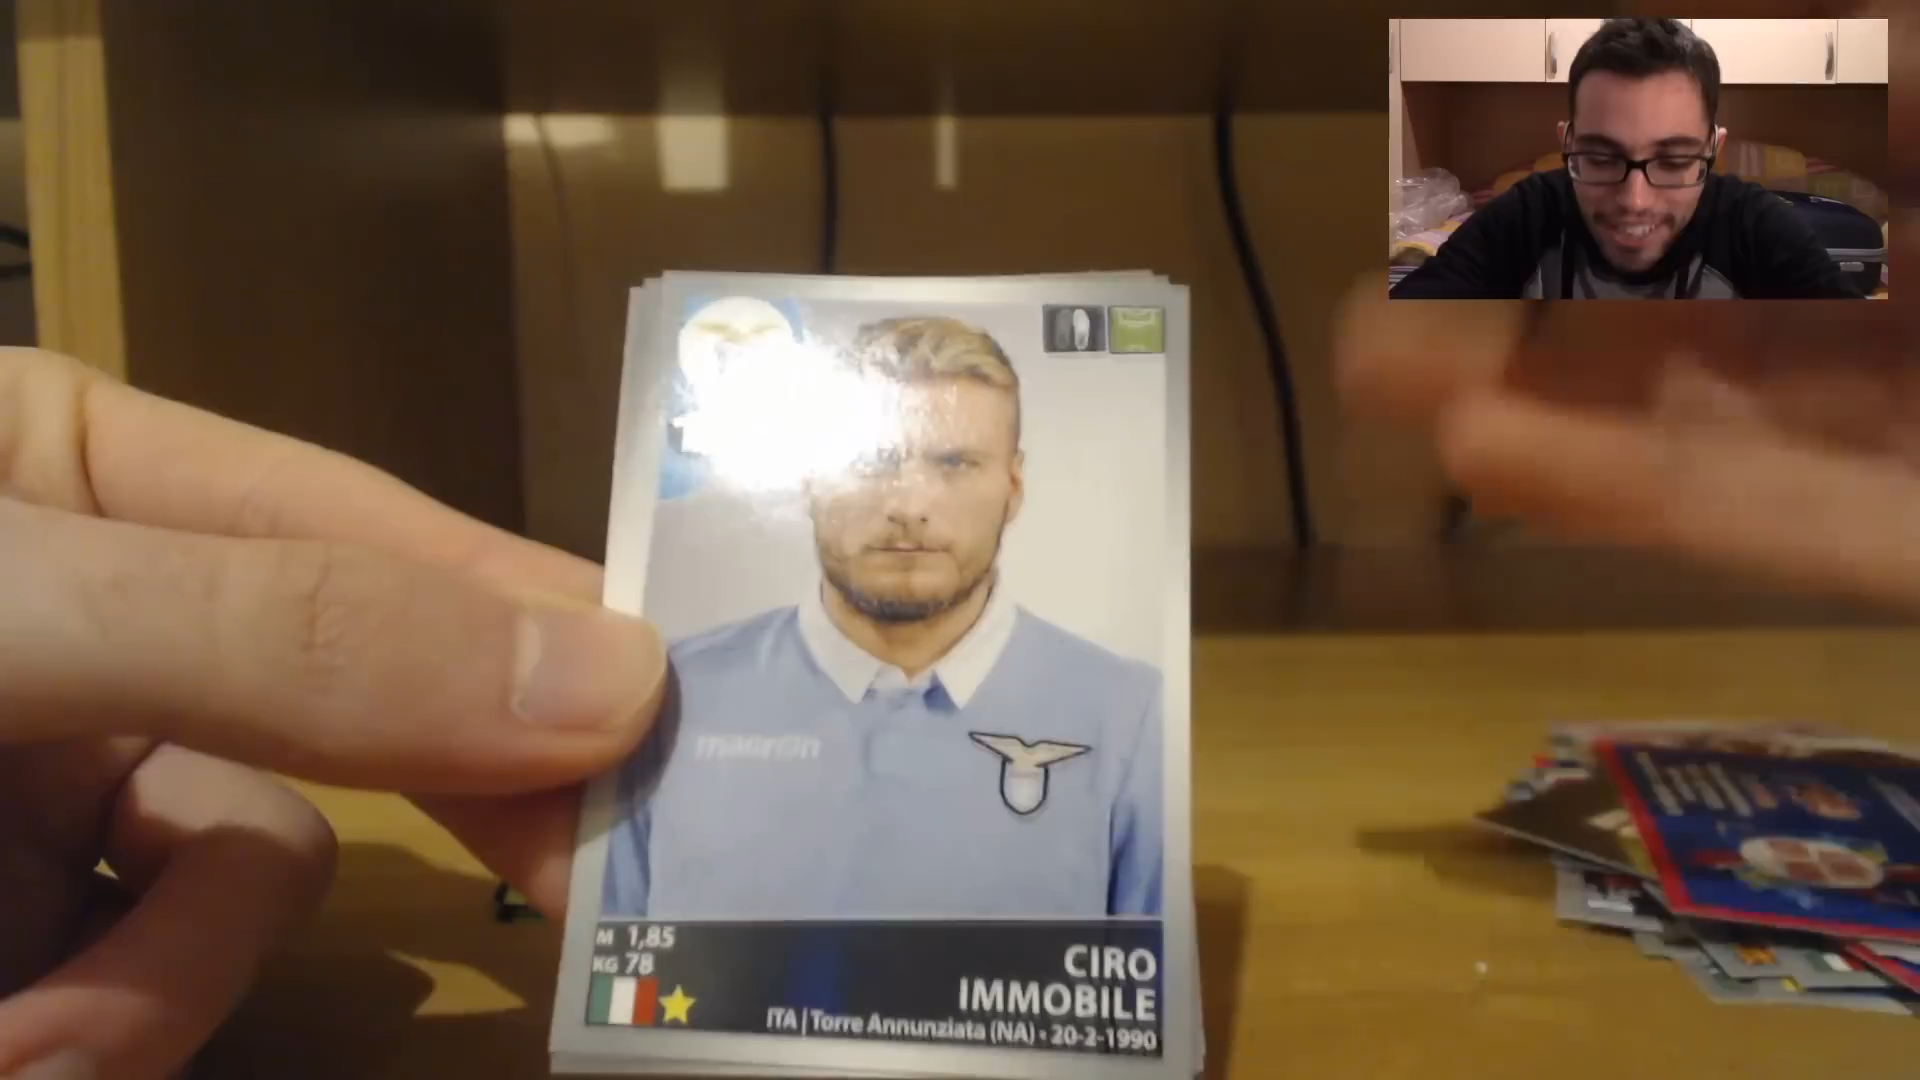 macron
M 1,85
KG 78
CIRO
IMMOBILE
ITA | Torre Annunziata (NA) - 20-2-1990